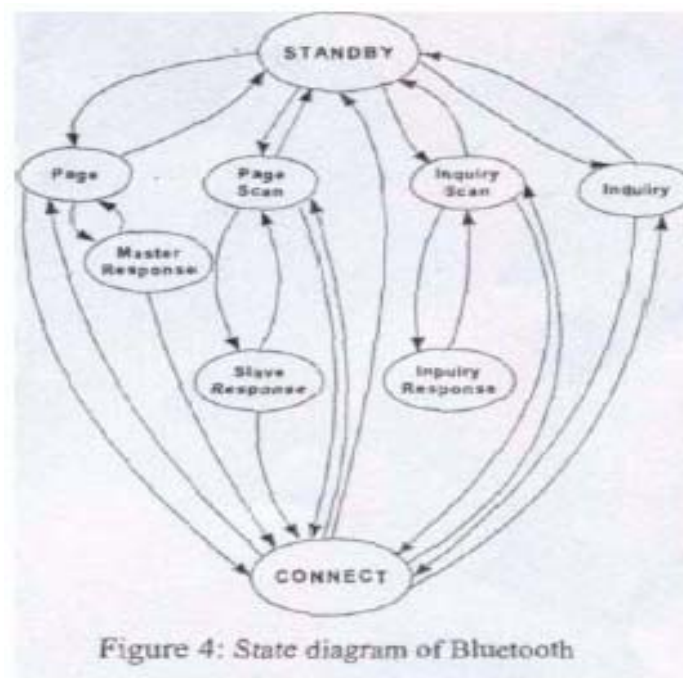 STANDBY
Page
Page
Scan
Inquiry
Scan
Inquiry
Master
Response
Slave
Response
Inpuiry
Response
CONNECT
Figure 4: State diagram of Bluetooth